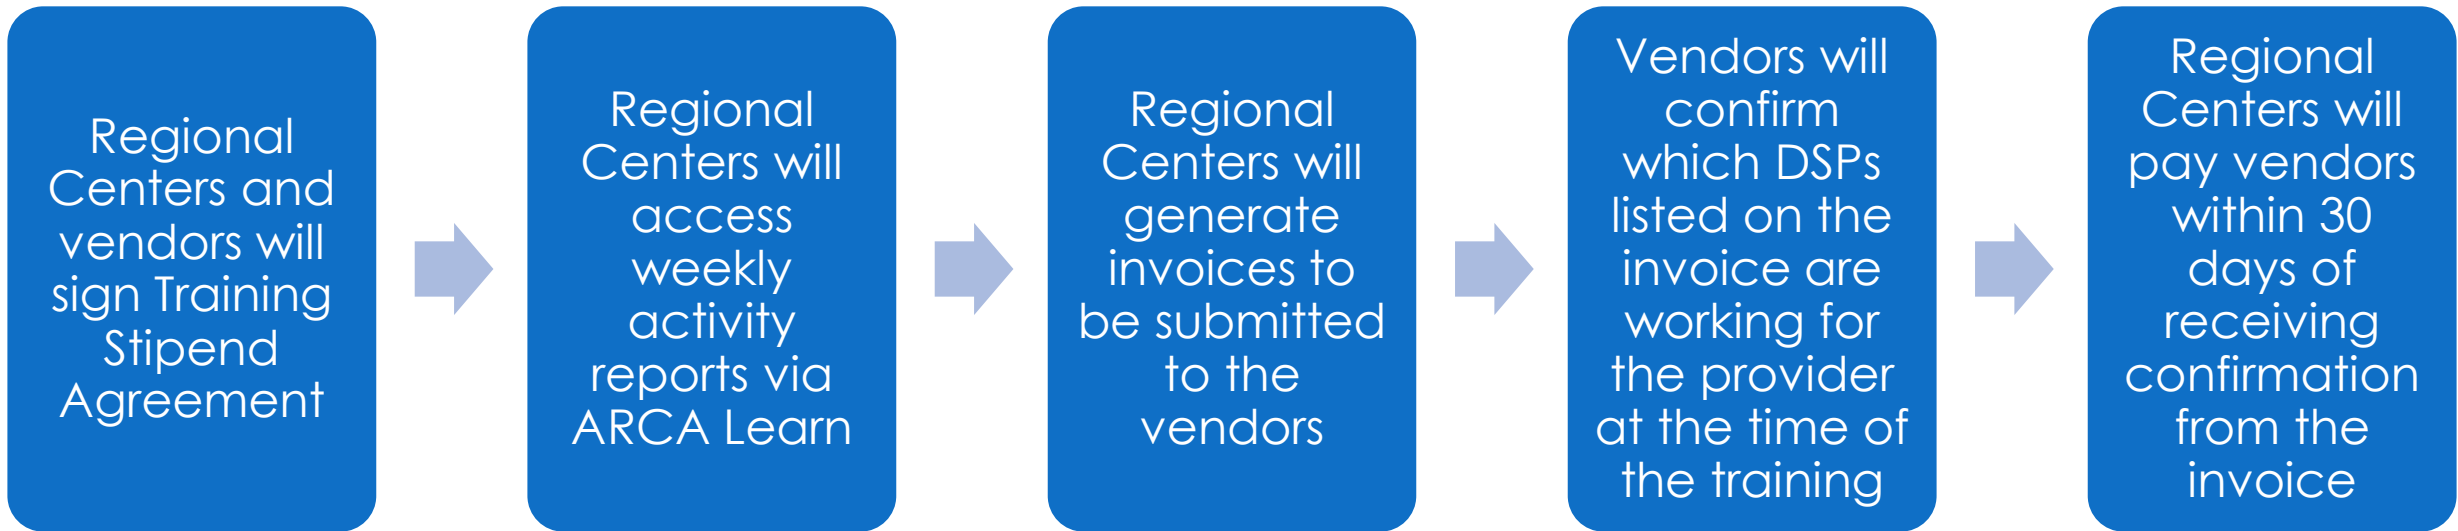 Regional
Centers and
vendors will
sign Training
Stipend
Agreement
Regional
Centers will
access
weekly
activity
reports via
ARCA Learn
Regional
Centers will
generate
invoices to
be submitted
to the
vendors
Vendors will
confirm
which DSPs
listed on the
invoice are
working for
the provider
at the time of
the training
Regional
Centers will
pay vendors
within 30
days of
receiving
confirmation
from the
invoice